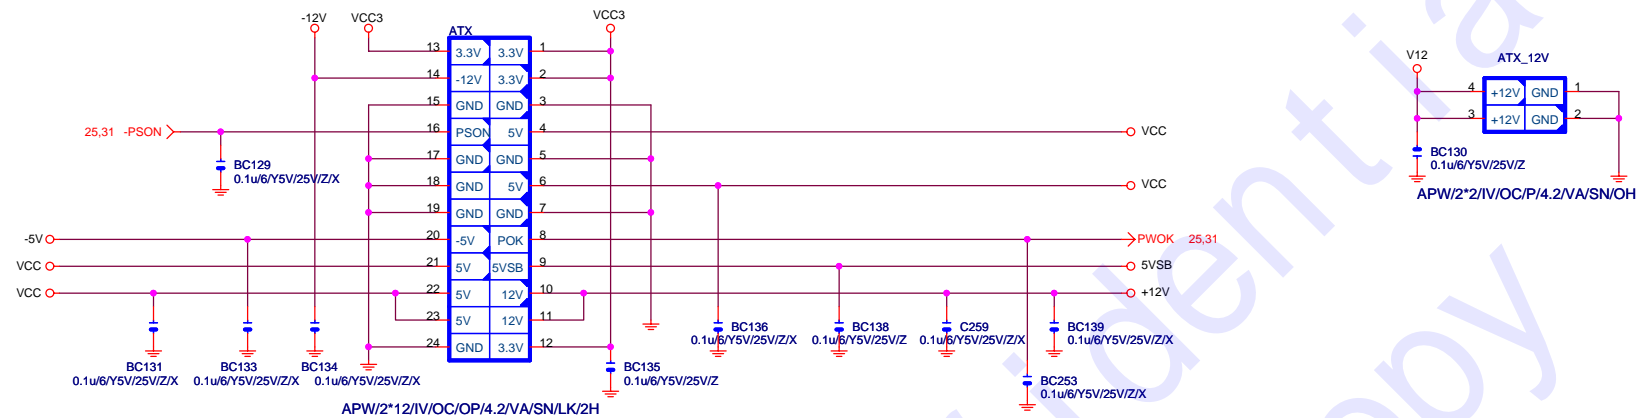 -12V VCC3 VCC3
ATX
13 3.3V 3.3V 1
14 -12V 3.3V 2
15 GND GND 3
25,31 -PSON 16 PSON 5V 4 VCC
17 GND GND 5
18 GND 5V 6 VCC
19 GND GND 7
-5V 20 -5V POK 8 PWOK 25,31
VCC 21 5V 5VSB 9 5VSB
VCC 22 5V 12V 10 +12V
23 5V 12V 11
24 GND 3.3V 12
BC129
0.1u/6/Y5V/25V/Z/X
BC131
0.1u/6/Y5V/25V/Z/X
BC133
0.1u/6/Y5V/25V/Z/X
BC134
0.1u/6/Y5V/25V/Z/X
BC135
0.1u/6/Y5V/25V/Z
BC136
0.1u/6/Y5V/25V/Z/X
BC138
0.1u/6/Y5V/25V/Z
C259
0.1u/6/Y5V/25V/Z/X
BC139
0.1u/6/Y5V/25V/Z/X
BC253
0.1u/6/Y5V/25V/Z/X
APW/2*12/IV/OC/OP/4.2/VA/SN/LK/2H
V12
ATX_12V
4 +12V GND 1
3 +12V GND 2
BC130
0.1u/6/Y5V/25V/Z
APW/2*2/IV/OC/P/4.2/VA/SN/OH
idential
opy